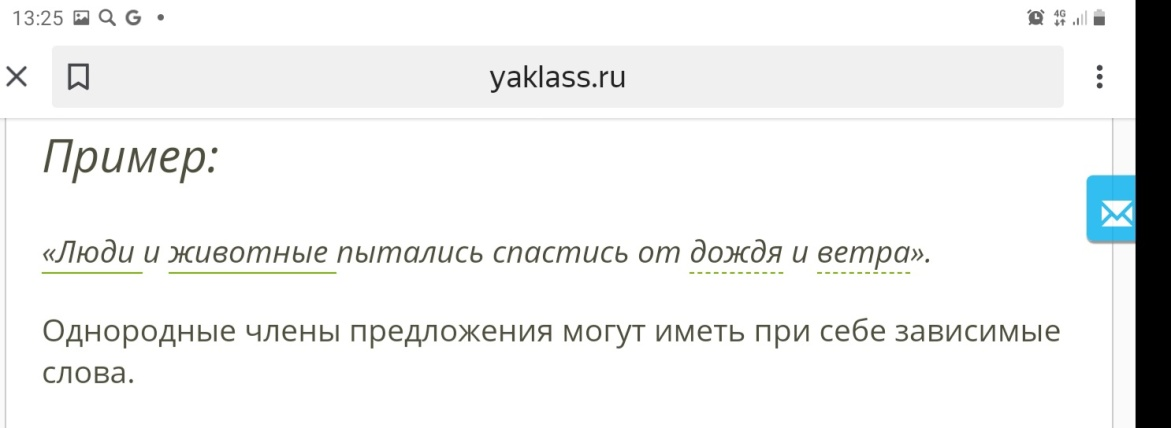 13:25 G
4G
yaklass.ru
Пример:
«Люди и животные пытались спастись от дождя и ветра».
Однородные члены предложения могут иметь при себе зависимые
слова.